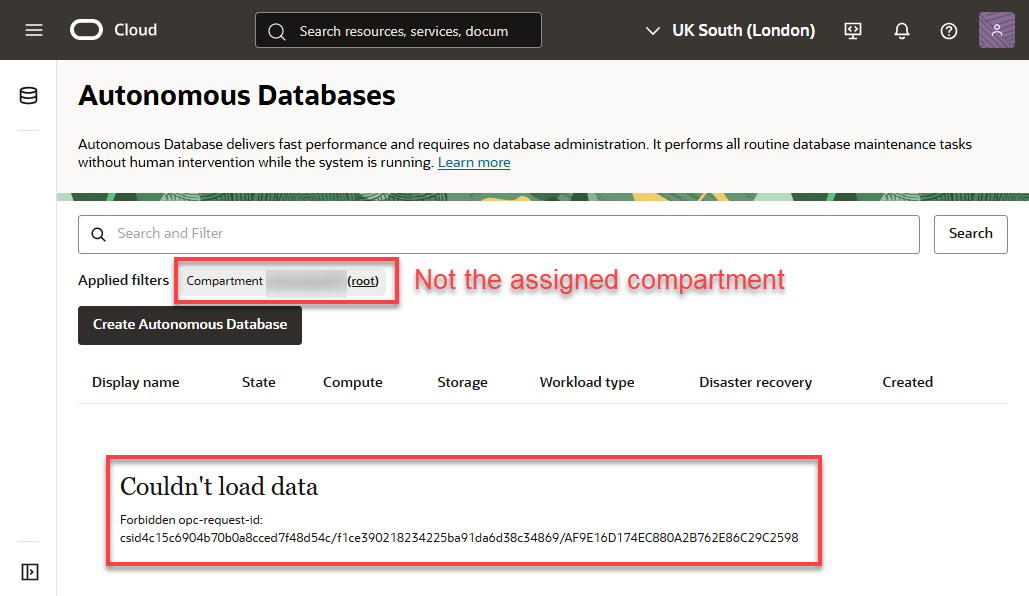 Cloud
Search resources, services, docum
UK South (London)
Autonomous Databases
Autonomous Database delivers fast performance and requires no database administration. It performs all routine database maintenance tasks
without human intervention while the system is running. Learn more
Search and Filter
Search
Applied filters Compartment (root) Not the assigned compartment
Create Autonomous Database
Display name State Compute Storage Workload type Disaster recovery Created
Couldn't load data
Forbidden opc-request-id:
csid4c15c6904b70b0a8cced7f48d54c/f1ce390218234225ba91da6d38c34869/AF9E16D174EC880A2B762E86C29C2598